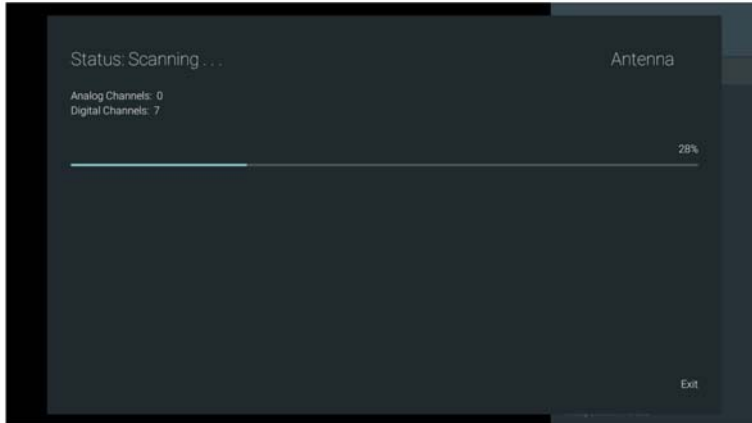 Status: Scanning . . .
Antenna
Analog Channels: 0
Digital Channels: 7
28%
Exit